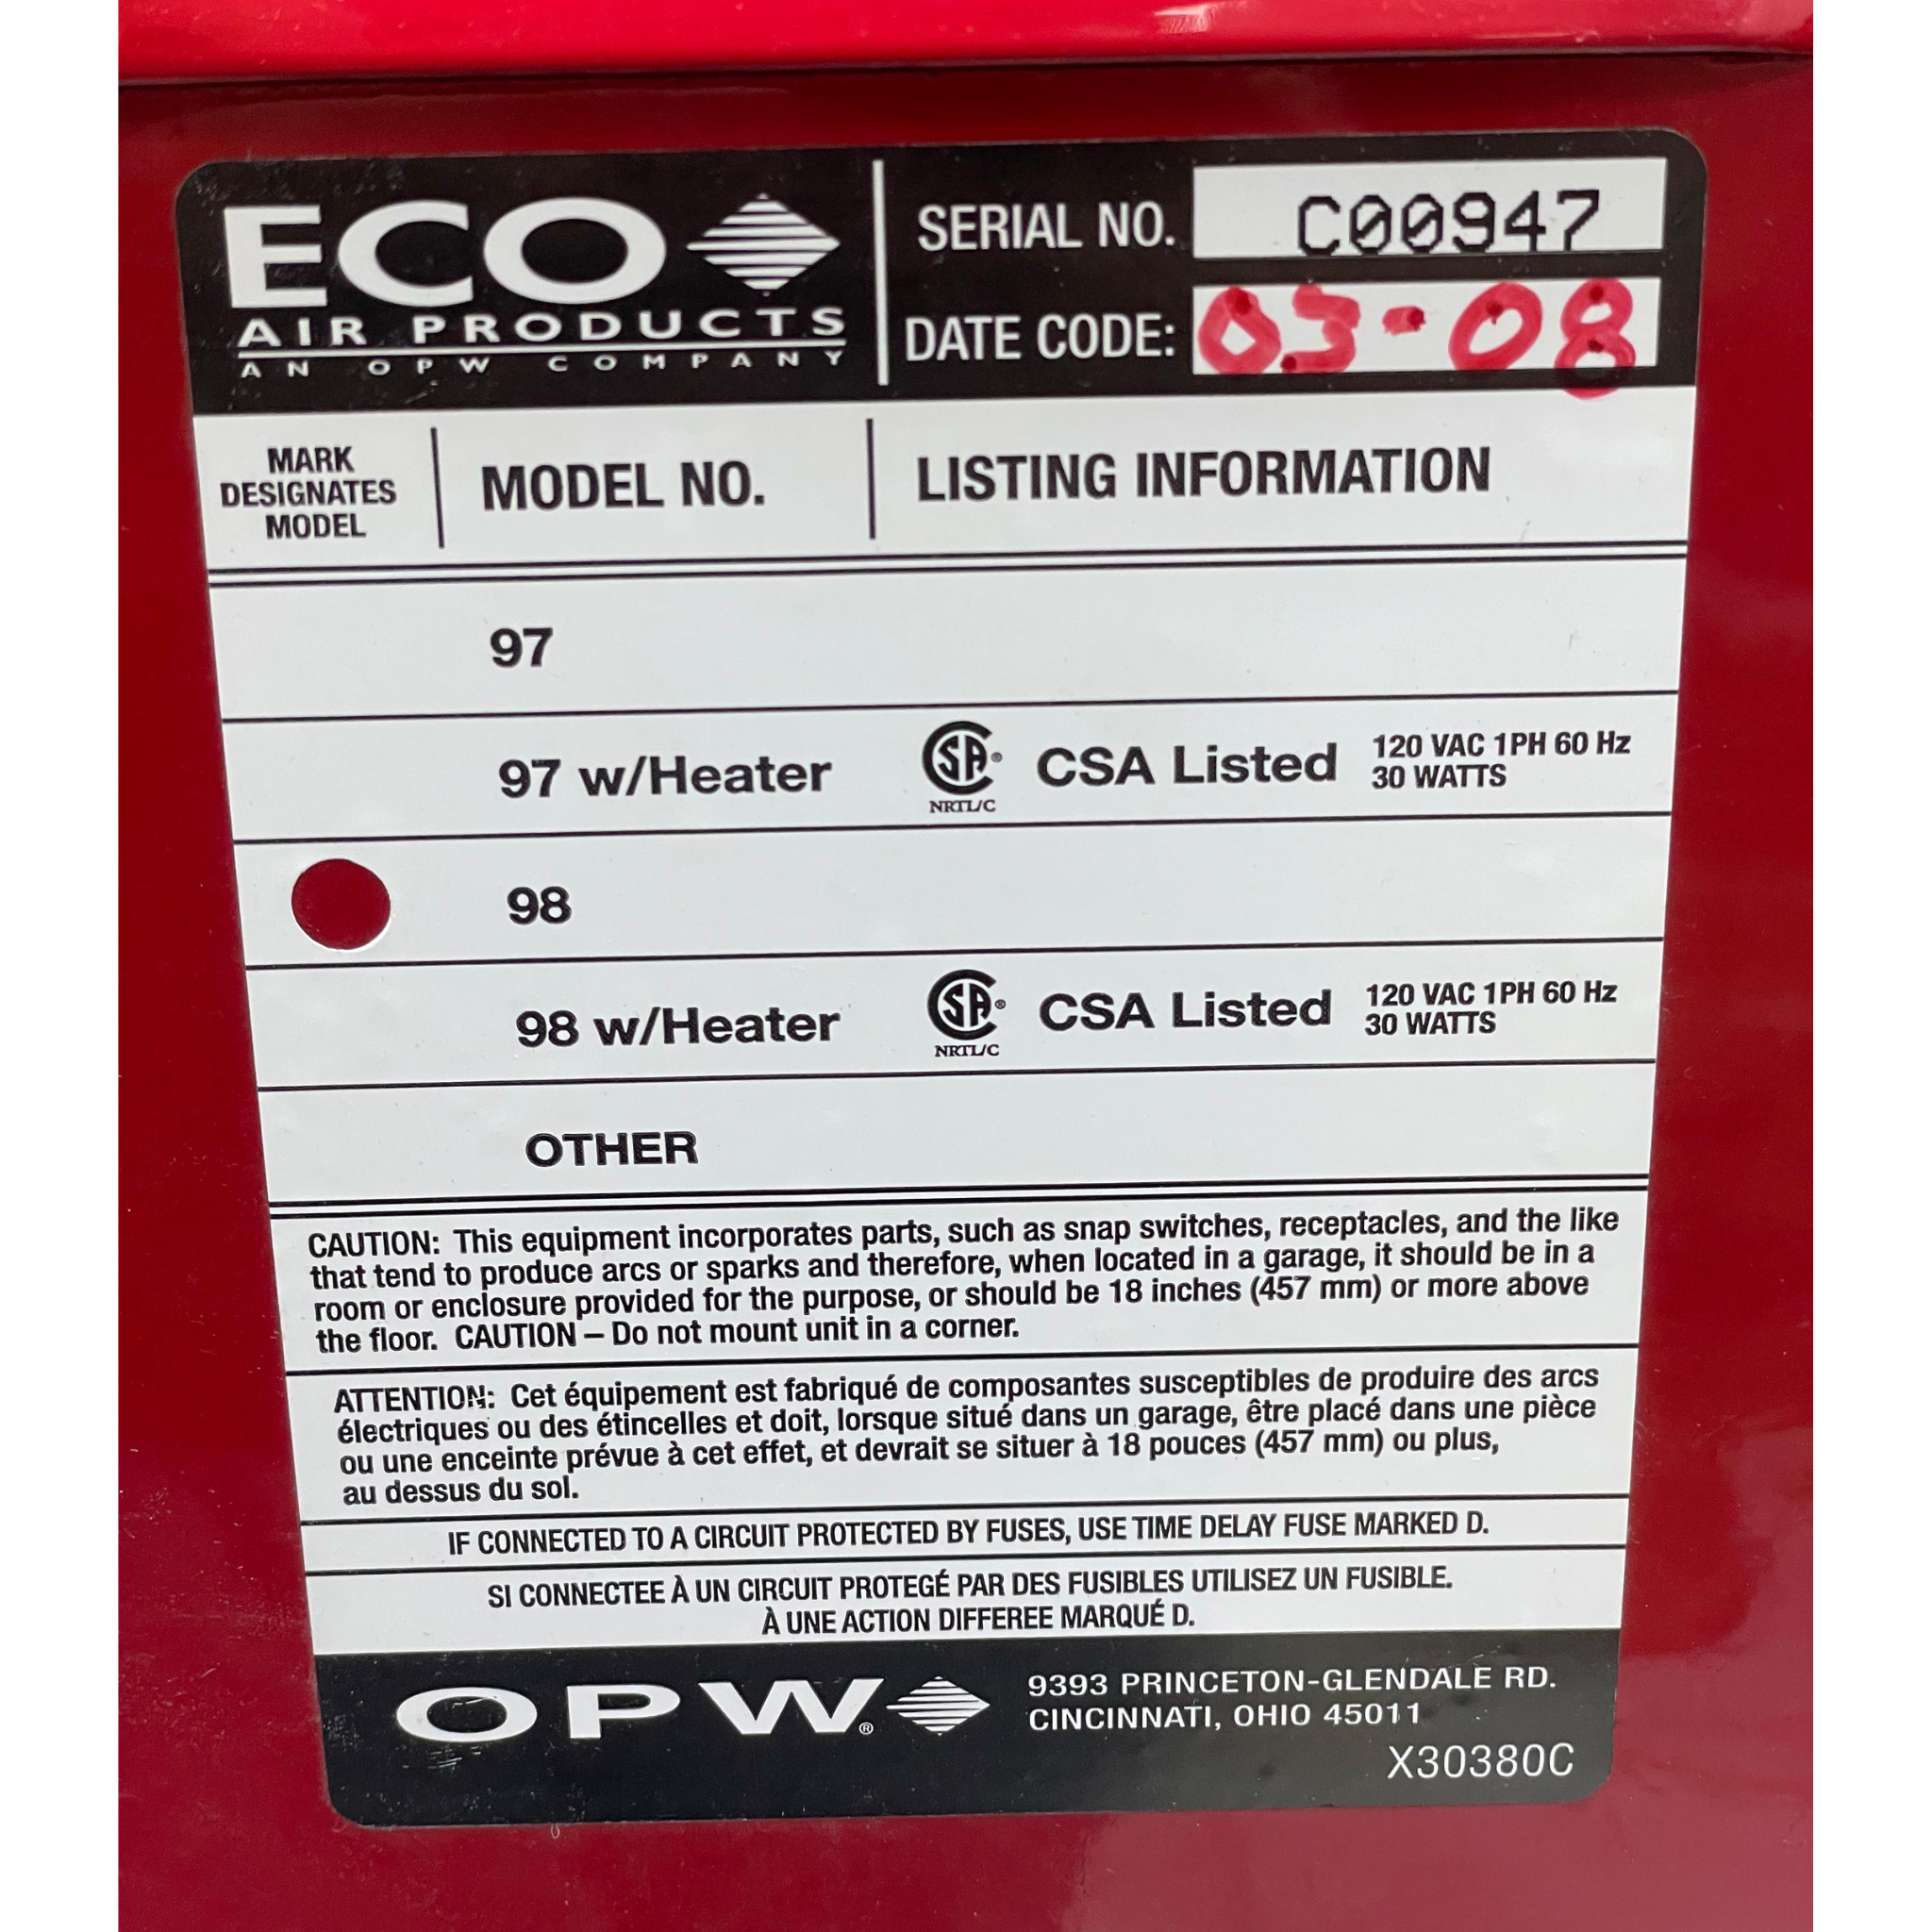 ECO
AIR PRODUCTS
AN OPW COMPANY
SERIAL NO. C00947
DATE CODE: 05-08
MARK
DESIGNATES
MODEL
MODEL NO.
LISTING INFORMATION
97
97 w/Heater
SA®
NRTL/C
CSA Listed
120 VAC 1PH 60 Hz
30 WATTS
98
98 w/Heater
SA®
NRTL/C
CSA Listed
120 VAC 1PH 60 Hz
30 WATTS
OTHER
CAUTION: This equipment incorporates parts, such as snap switches, receptacles, and the like
that tend to produce arcs or sparks and therefore, when located in a garage, it should be in a
room or enclosure provided for the purpose, or should be 18 inches (457 mm) or more above
the floor. CAUTION – Do not mount unit in a corner.
ATTENTION: Cet équipement est fabriqué de composantes susceptibles de produire des arcs
électriques ou des étincelles et doit, lorsque situé dans un garage, être placé dans une pièce
ou une enceinte prévue à cet effet, et devrait se situer à 18 pouces (457 mm) ou plus,
au dessus du sol.
IF CONNECTED TO A CIRCUIT PROTECTED BY FUSES, USE TIME DELAY FUSE MARKED D.
SI CONNECTEE À UN CIRCUIT PROTEGÉ PAR DES FUSIBLES UTILISEZ UN FUSIBLE.
À UNE ACTION DIFFEREE MARQUÉ D.
OPW®
9393 PRINCETON-GLENDALE RD.
CINCINNATI, OHIO 45011
X30380C